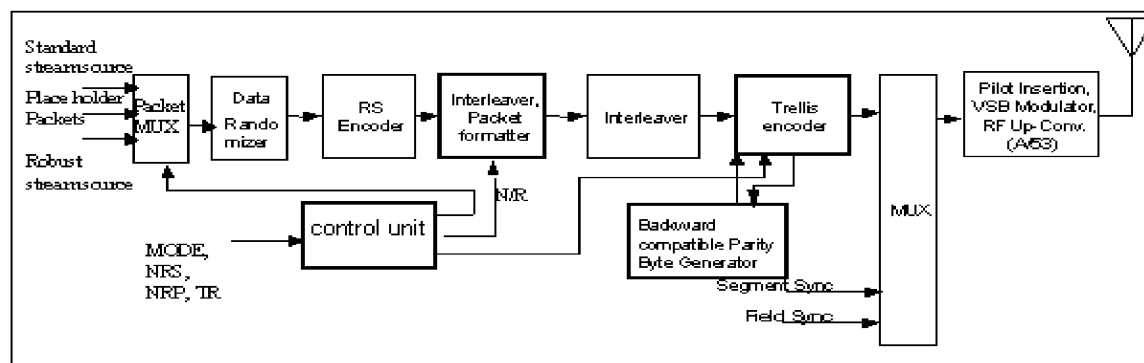 Standard
streamsource
Place holder
Packets
Robust
streamsource
Packet
MUX
Data
Rando
mizer
RS
Encoder
Interleaver,
Packet
formatter
Interleaver
Trellis
encoder
MUX
Pilot Insertion,
VSB Modulator,
RF Up-Conv.
(A/53)
N/R
control unit
MODE,
NRS,
NRP, TR
Backward
compatible Parity
Byte Generator
Segment Sync
Field Sync